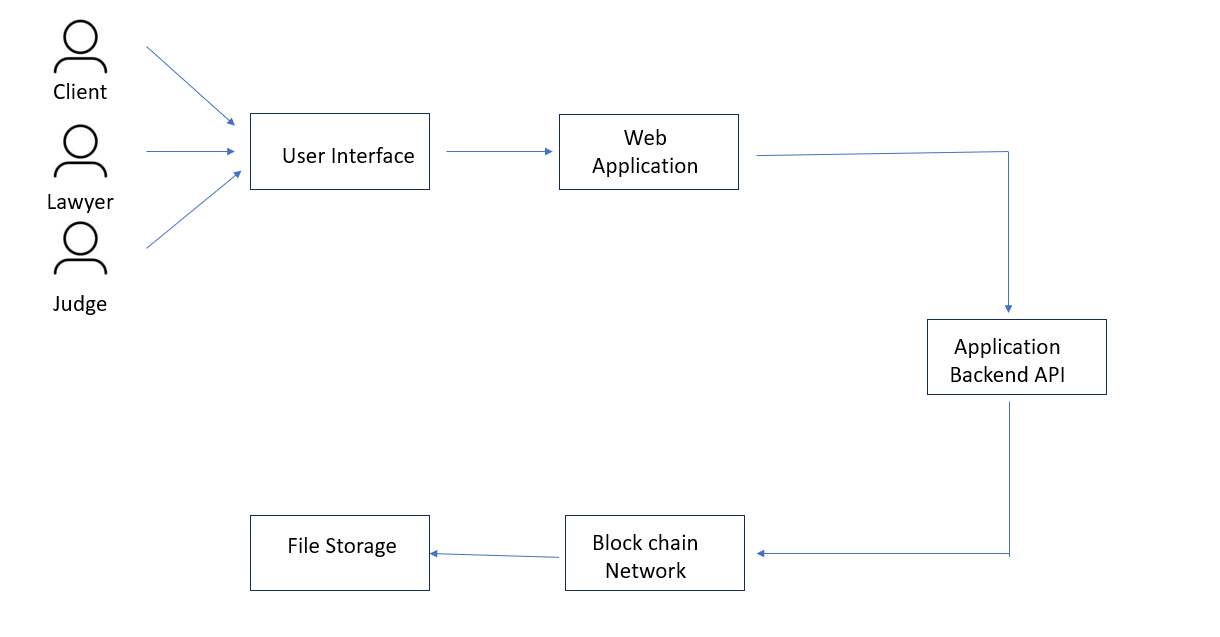 Client
Lawyer
Judge
User Interface
Web
Application
Application
Backend API
Block chain
Network
File Storage